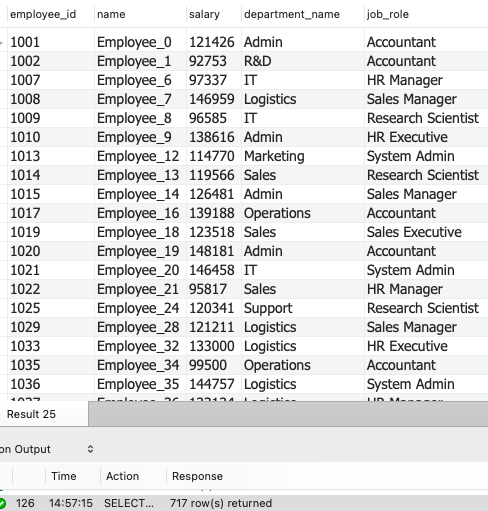 employee_id name salary department_name job_role
1001 Employee_0 121426 Admin Accountant
1002 Employee_1 92753 R&D Accountant
1007 Employee_6 97337 IT HR Manager
1008 Employee_7 146959 Logistics Sales Manager
1009 Employee_8 96585 IT Research Scientist
1010 Employee_9 138616 Admin HR Executive
1013 Employee_12 114770 Marketing System Admin
1014 Employee_13 119566 Sales Research Scientist
1015 Employee_14 126481 Admin Sales Manager
1017 Employee_16 139188 Operations Accountant
1019 Employee_18 123518 Sales Sales Executive
1020 Employee_19 148181 Admin Accountant
1021 Employee_20 146458 IT System Admin
1022 Employee_21 95817 Sales HR Manager
1025 Employee_24 120341 Support Research Scientist
1029 Employee_28 121211 Logistics Sales Manager
1033 Employee_32 133000 Logistics HR Executive
1035 Employee_34 99500 Operations Accountant
1036 Employee_35 144757 Logistics System Admin
Result 25
on Output
Time Action Response
126 14:57:15 SELECT... 717 row(s) returned